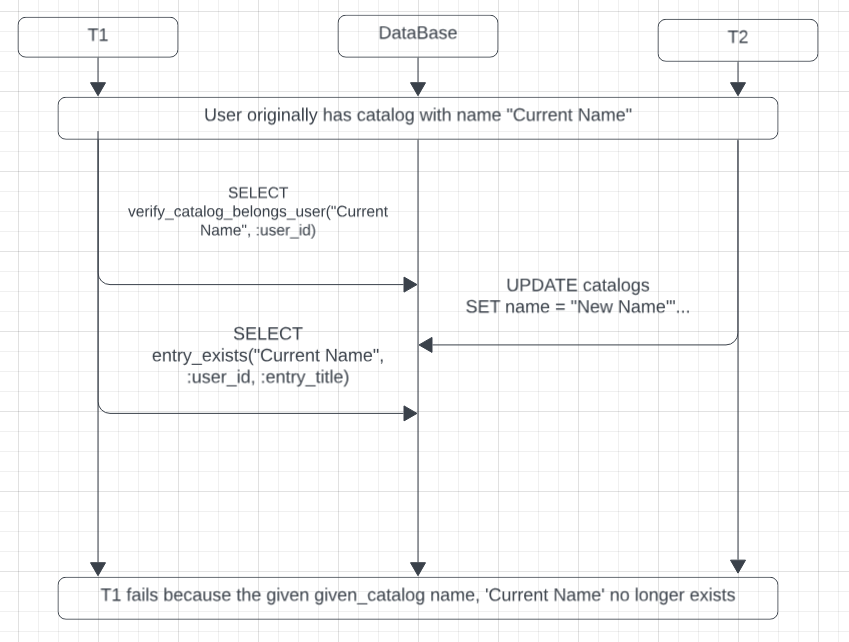 T1
DataBase
T2
User originally has catalog with name "Current Name"
SELECT
verify_catalog_belongs_user("Current
Name", :user_id)
UPDATE catalogs
SET name = "New Name'"...
SELECT
entry_exists("Current Name",
:user_id, :entry_title)
T1 fails because the given given_catalog name, 'Current Name' no longer exists